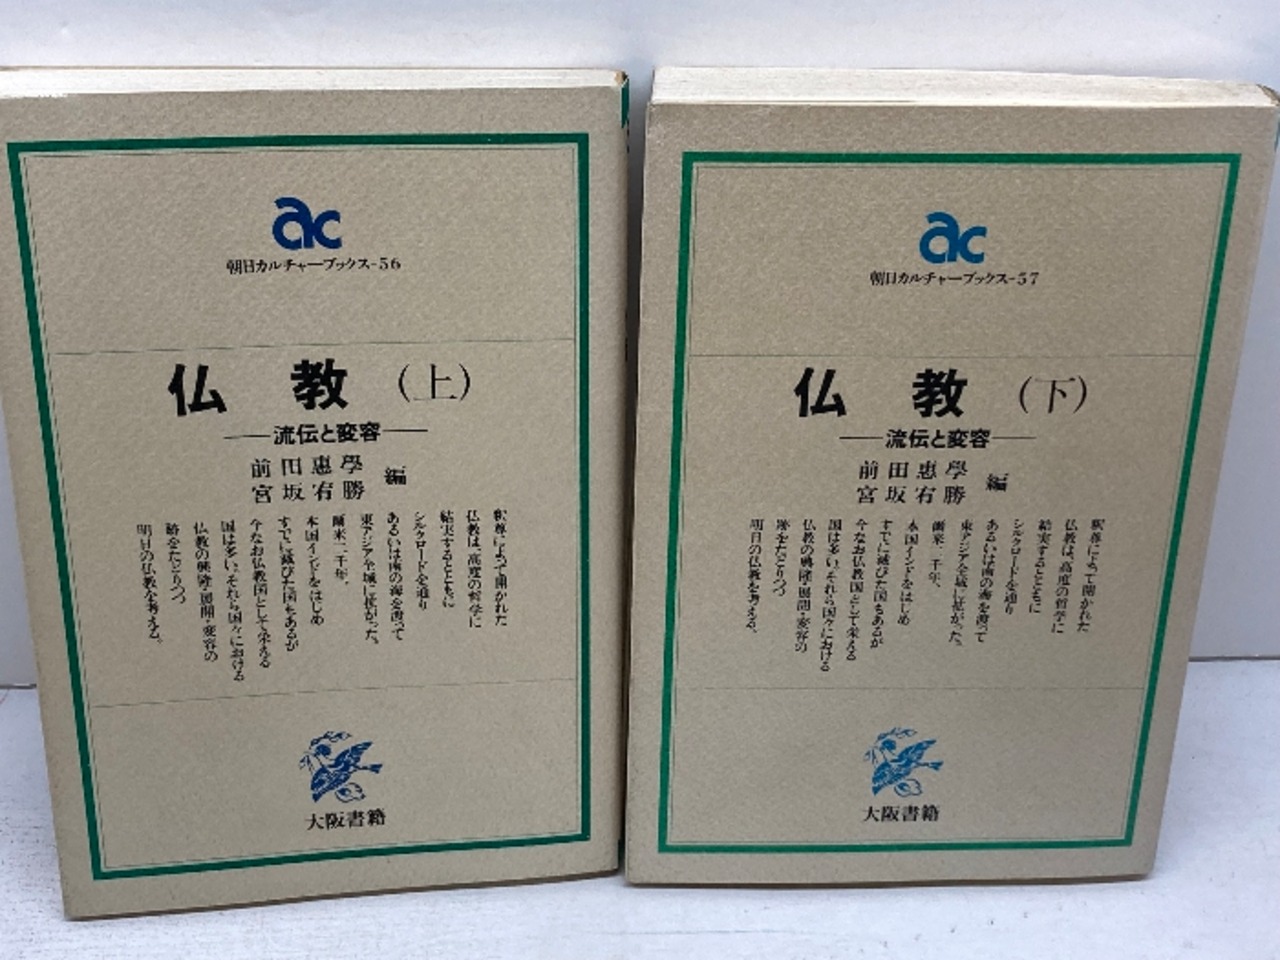 ac
朝日カルチャーブックス-56
仏教(上)
流伝と変容
前田惠學
宮坂宥勝
編
釈尊によって開かれた
仏教は、高度の哲学に
結実するとともに
シルクロードを通り
あるいは南の海を渡って
東アジア全域に拡がった。
爾来二千年、
本国インドをはじめ
すでに滅びた国もあるが
今なお仏教国として栄える
国は多い。それら国々における
仏教の興隆・展開・変容の
跡をたどりつつ
明日の仏教を考える。
大阪書籍
ac
朝日カルチャーブックス-57
仏教(下)
流伝と変容
前田惠學
宮坂宥勝
編
釈尊によって開かれた
仏教は、高度の哲学に
結実するとともに
シルクロードを通り
あるいは南の海を渡って
東アジア全域に拡がった。
爾来二千年、
本国インドをはじめ
すでに滅びた国もあるが
今なお仏教国として栄える
国は多い。それら国々における
仏教の興隆・展開・変容の
跡をたどりつつ
明日の仏教を考える。
大阪書籍